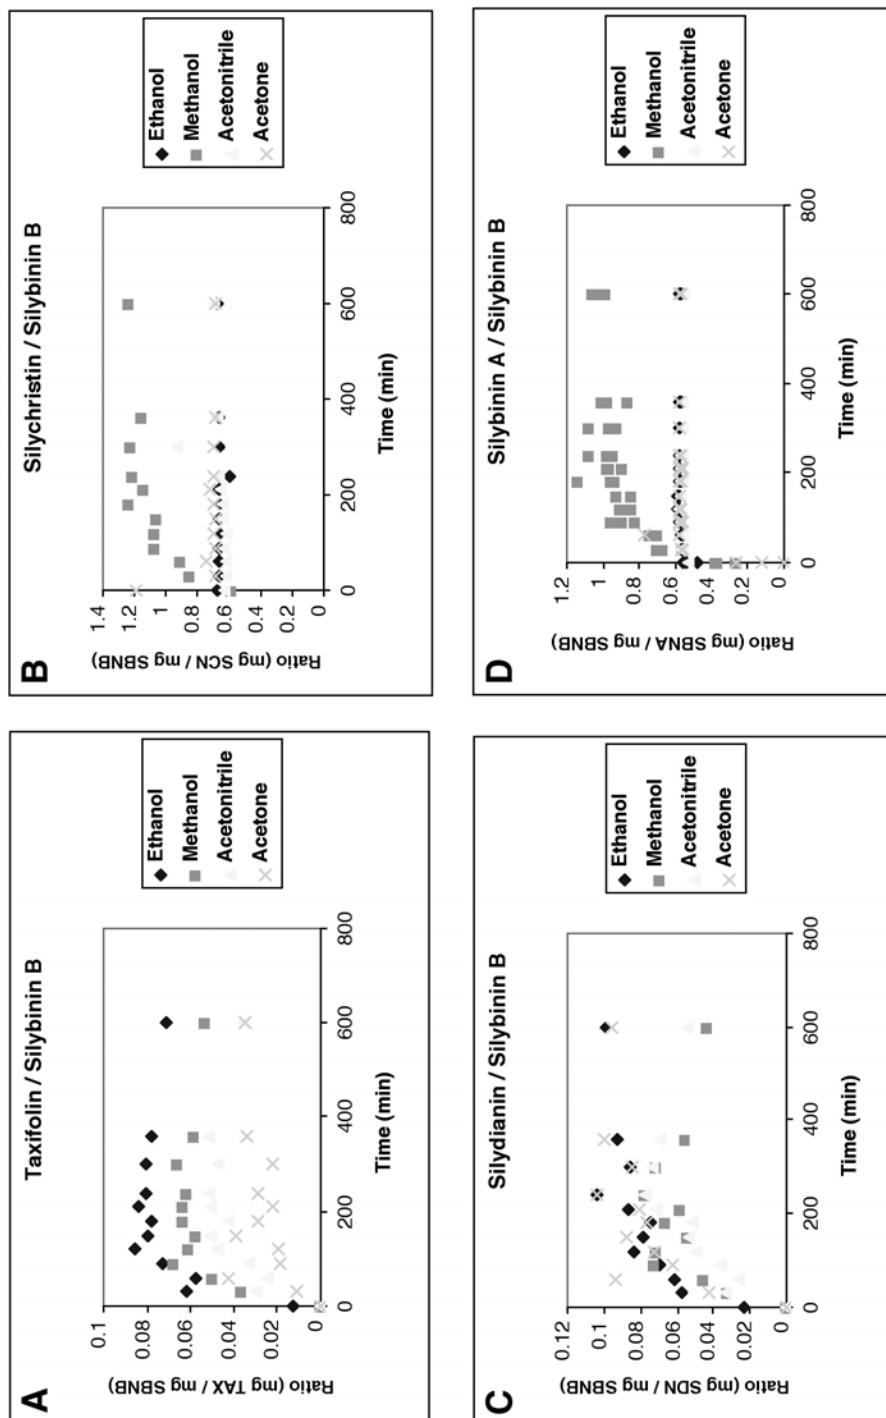 A
Taxifolin / Silybinin B
Ratio (mg TAX / mg SBNB)
0.1
0.08
0.06
0.04
0.02
0
0
200
400
600
800
Time (min)
Ethanol
Methanol
Acetonitrile
Acetone
B
Silychristin / Silybinin B
Ratio (mg SCN / mg SBNB)
1.4
1.2
1
0.8
0.6
0.4
0.2
0
0
200
400
600
800
Time (min)
Ethanol
Methanol
Acetonitrile
Acetone
C
Silydianin / Silybinin B
Ratio (mg SDN / mg SBNB)
0.12
0.1
0.08
0.06
0.04
0.02
0
0
200
400
600
800
Time (min)
Ethanol
Methanol
Acetonitrile
Acetone
D
Silybinin A / Silybinin B
Ratio (mg SBNA / mg SBNB)
1.2
1
0.8
0.6
0.4
0.2
0
0
200
400
600
800
Time (min)
Ethanol
Methanol
Acetonitrile
Acetone